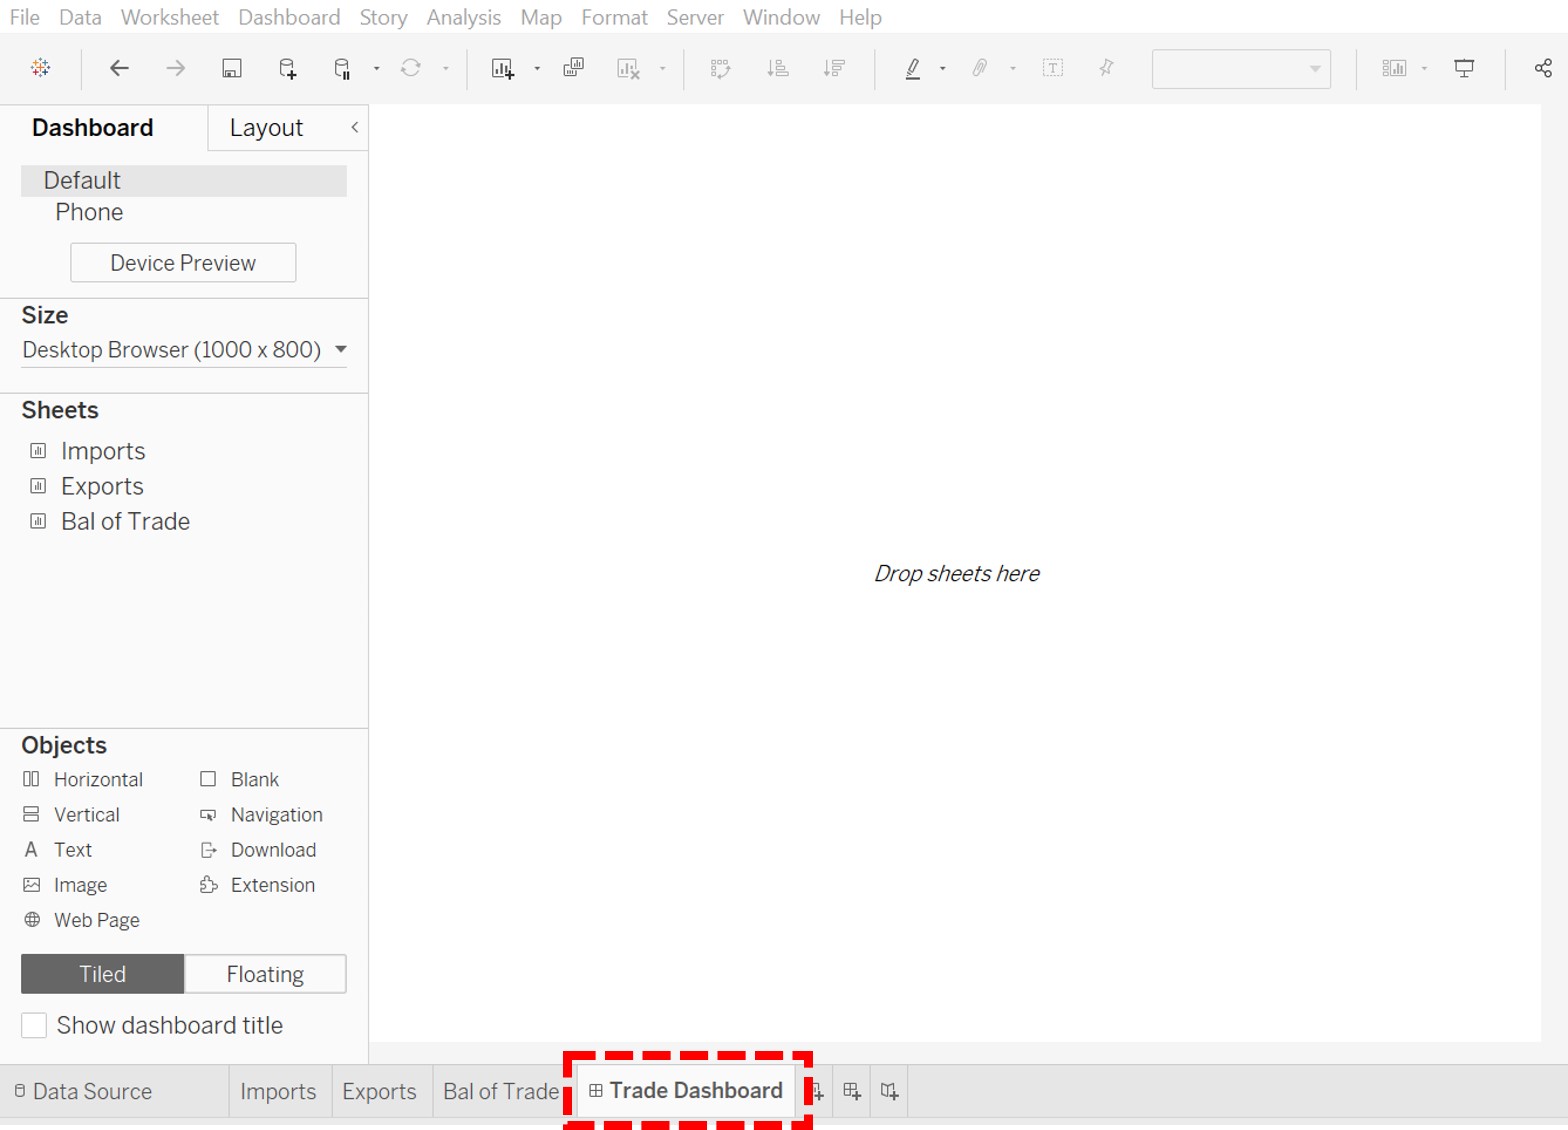 File Data Worksheet Dashboard Story Analysis Map Format Server Window Help
Dashboard Layout
Default
Phone
Device Preview
Size
Desktop Browser (1000 x 800)
Sheets
Imports
Exports
Bal of Trade
Drop sheets here
Objects
Horizontal Blank
Vertical Navigation
Text Download
Image Extension
Web Page
Tiled Floating
Show dashboard title
Data Source Imports Exports Bal of Trade Trade Dashboard